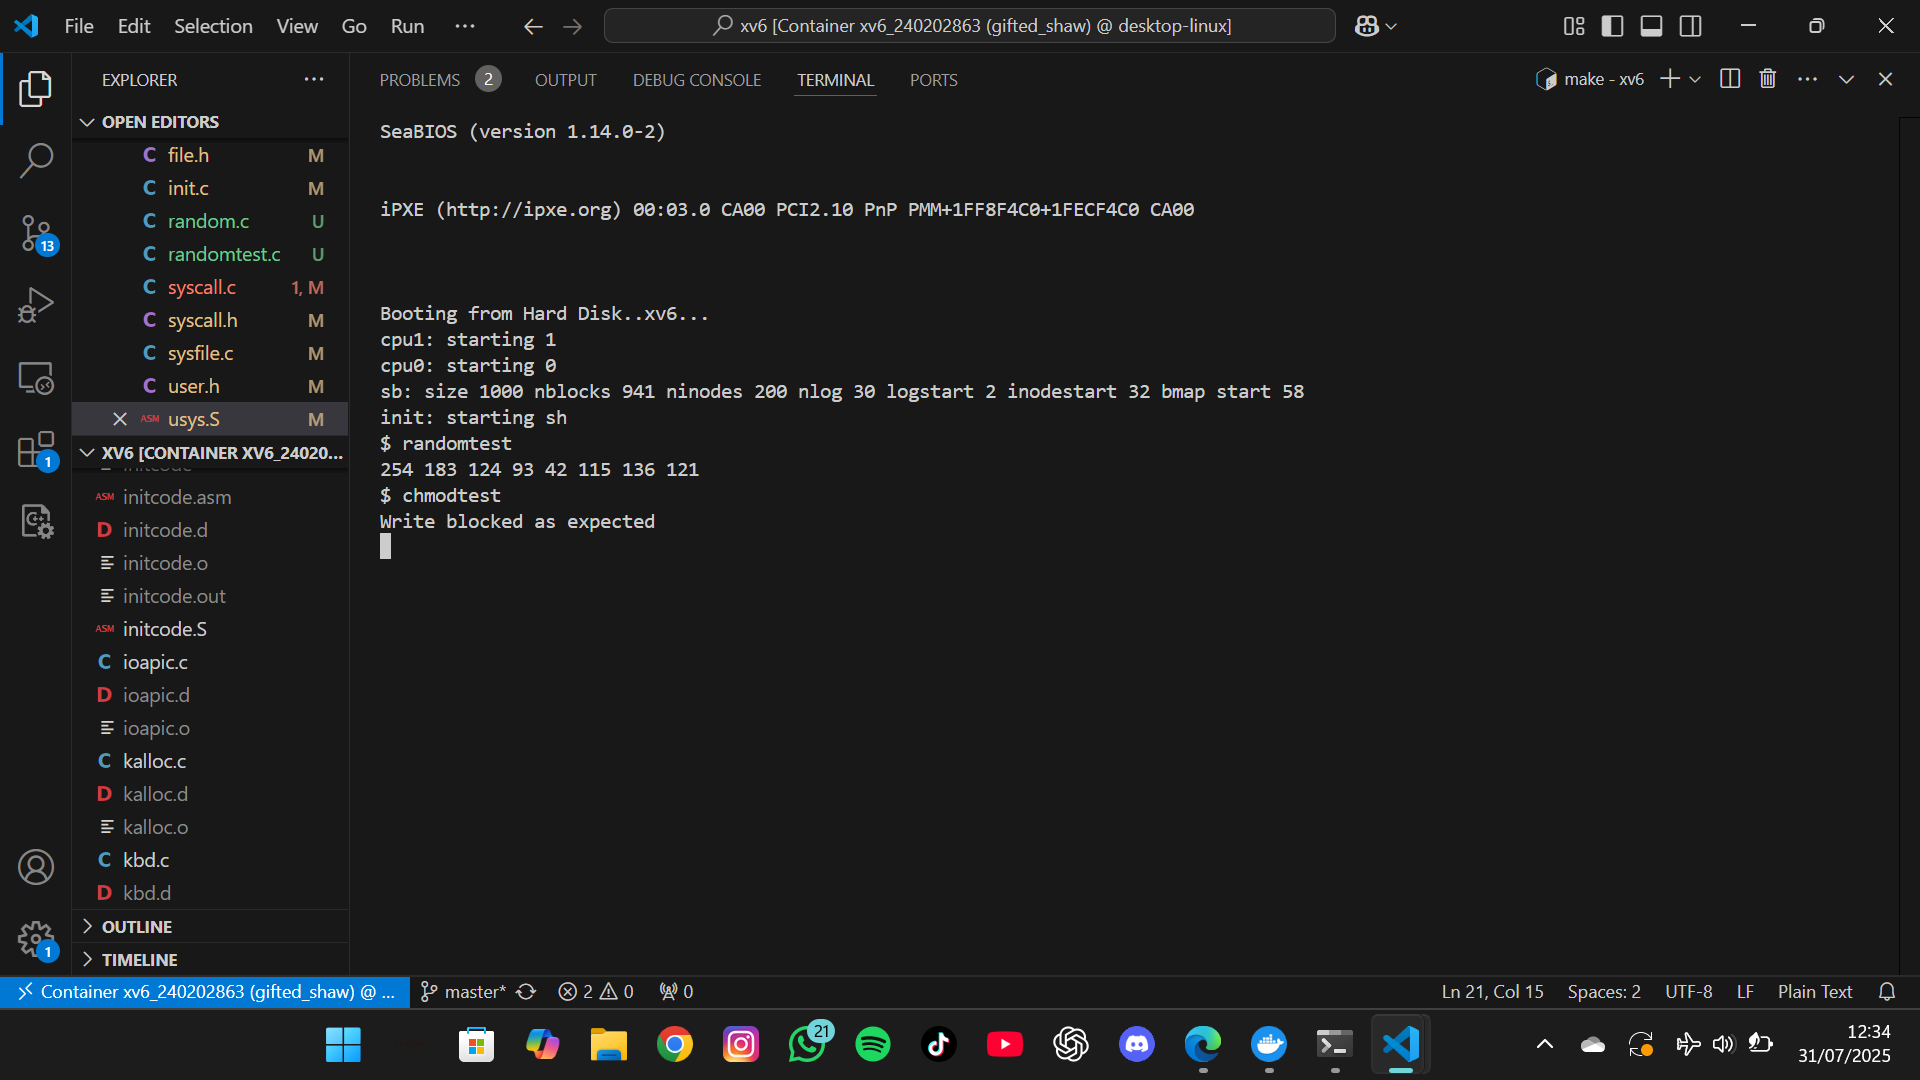 File Edit Selection View Go Run ···
xv6 [Container xv6_240202863 (gifted_shaw) @ desktop-linux]
EXPLORER ···
OPEN EDITORS
C file.h M
C init.c M
C random.c U
C randomtest.c U
C syscall.c 1, M
C syscall.h M
C sysfile.c M
C user.h M
ASM usys.S M
XV6 [CONTAINER XV6_24020...
initcode
ASM initcode.asm
D initcode.d
initcode.o
initcode.out
ASM initcode.S
C ioapic.c
D ioapic.d
ioapic.o
C kalloc.c
D kalloc.d
kalloc.o
C kbd.c
D kbd.d
OUTLINE
TIMELINE
13
1
1
PROBLEMS 2 OUTPUT DEBUG CONSOLE TERMINAL PORTS
make - xv6
SeaBIOS (version 1.14.0-2)
iPXE (http://ipxe.org) 00:03.0 CA00 PCI2.10 PnP PMM+1FF8F4C0+1FECF4C0 CA00
Booting from Hard Disk..xv6...
cpu1: starting 1
cpu0: starting 0
sb: size 1000 nblocks 941 ninodes 200 nlog 30 logstart 2 inodestart 32 bmap start 58
init: starting sh
$ randomtest
254 183 124 93 42 115 136 121
$ chmodtest
Write blocked as expected
Container xv6_240202863 (gifted_shaw) @ ... master* 2 0 0
Ln 21, Col 15 Spaces: 2 UTF-8 LF Plain Text
21
12:34
31/07/2025